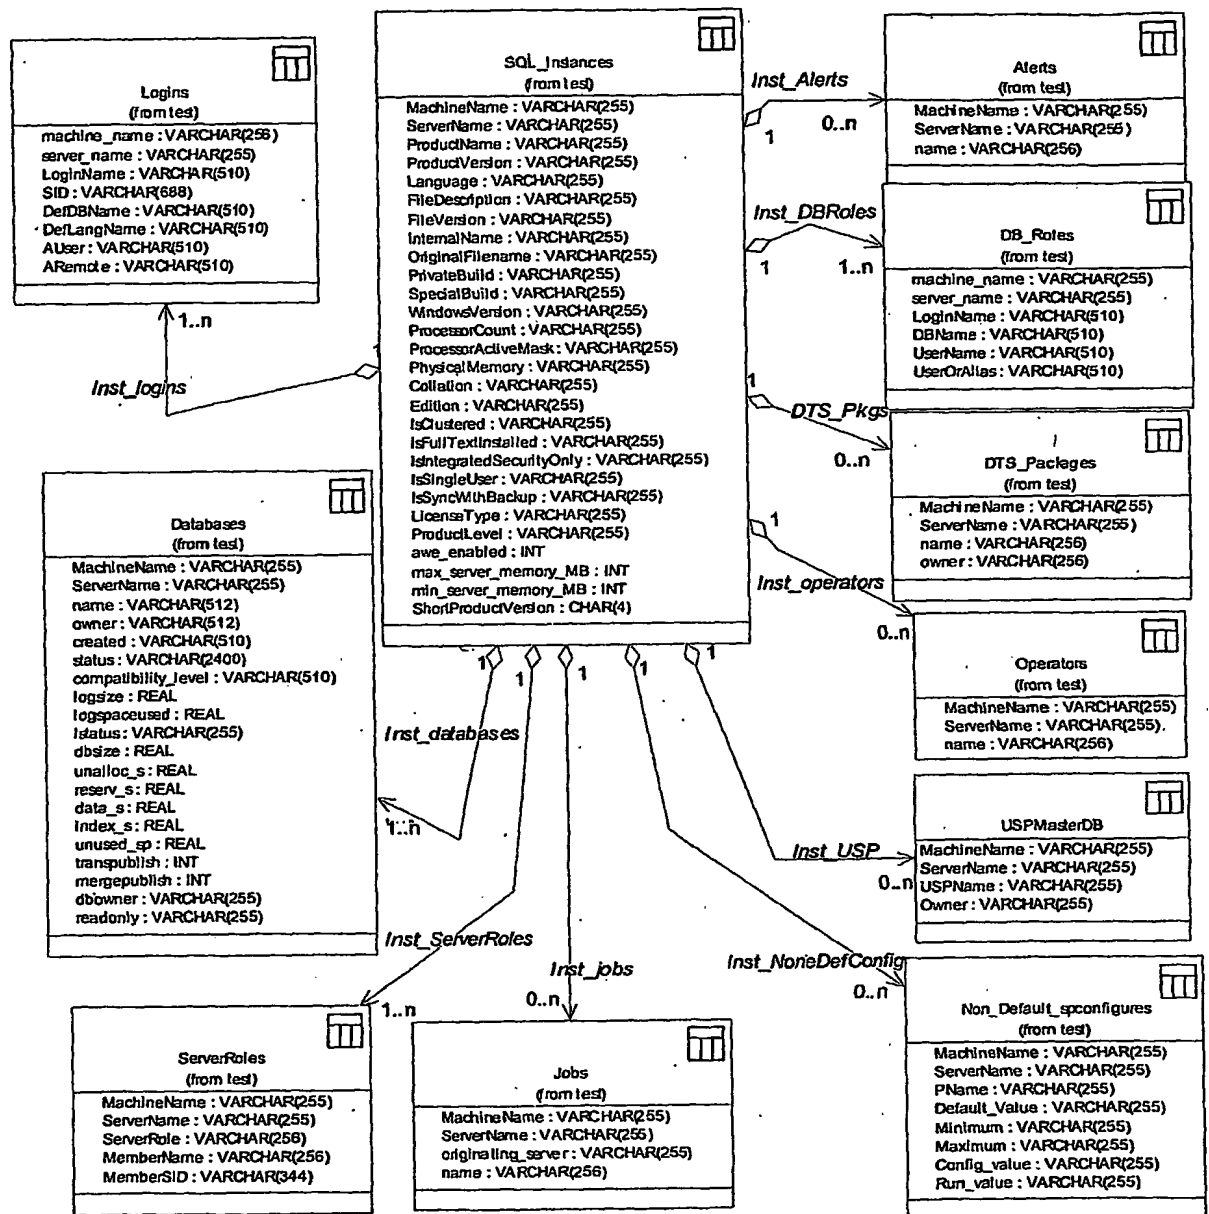 Logins
(from test)
machine_name : VARCHAR(256)
server_name : VARCHAR(255)
LoginName : VARCHAR(510)
SID : VARCHAR(688)
DefDBName : VARCHAR(510)
DefLangName : VARCHAR(510)
AUser : VARCHAR(510)
ARemote : VARCHAR(510)
1..n
Inst_logins
1
SQL_Instances
(from test)
MachineName : VARCHAR(255)
ServerName : VARCHAR(255)
ProductName : VARCHAR(255)
ProductVersion : VARCHAR(255)
Language : VARCHAR(255)
FileDescription : VARCHAR(255)
FileVersion : VARCHAR(255)
InternalName : VARCHAR(255)
OriginalFilename : VARCHAR(255)
PrivateBuild : VARCHAR(255)
SpecialBuild : VARCHAR(255)
WindowsVersion : VARCHAR(255)
ProcessorCount : VARCHAR(255)
ProcessorActiveMask : VARCHAR(255)
PhysicalMemory : VARCHAR(255)
Collation : VARCHAR(255)
Edition : VARCHAR(255)
IsClustered : VARCHAR(255)
IsFullTextInstalled : VARCHAR(255)
IsIntegratedSecurityOnly : VARCHAR(255)
IsSingleUser : VARCHAR(255)
IsSyncWithBackup : VARCHAR(255)
LicenseType : VARCHAR(255)
ProductLevel : VARCHAR(255)
awe_enabled : INT
max_server_memory_MB : INT
min_server_memory_MB : INT
ShortProductVersion : CHAR(4)
Inst_Alerts
1
0..n
Alerts
(from test)
MachineName : VARCHAR(255)
ServerName : VARCHAR(255)
name : VARCHAR(256)
Inst_DBRoles
1
1..n
DB_Roles
(from test)
machine_name : VARCHAR(255)
server_name : VARCHAR(255)
LoginName : VARCHAR(510)
DBName : VARCHAR(510)
UserName : VARCHAR(510)
UserOrAlias : VARCHAR(510)
1
DTS_Pkgs
0..n
DTS_Packages
(from test)
MachineName : VARCHAR(255)
ServerName : VARCHAR(255)
name : VARCHAR(256)
owner : VARCHAR(256)
1
Inst_operators
0..n
Operators
(from test)
MachineName : VARCHAR(255)
ServerName : VARCHAR(255)
name : VARCHAR(256)
Databases
(from test)
MachineName : VARCHAR(255)
ServerName : VARCHAR(255)
name : VARCHAR(512)
owner : VARCHAR(512)
created : VARCHAR(510)
status : VARCHAR(2400)
compatibility_level : VARCHAR(510)
logsize : REAL
logspaceused : REAL
lstatus : VARCHAR(255)
dbsize : REAL
unalloc_s : REAL
reserv_s : REAL
data_s : REAL
index_s : REAL
unused_sp : REAL
transpublish : INT
mergepublish : INT
dbowner : VARCHAR(255)
readonly : VARCHAR(255)
1
1
1
1
1
Inst_databases
1..n
Inst_USP
0..n
USPMasterDB
MachineName : VARCHAR(255)
ServerName : VARCHAR(255)
USPName : VARCHAR(255)
Owner : VARCHAR(255)
Inst_ServerRoles
1..n
Inst_jobs
0..n
Inst_NoneDefConfig
0..n
ServerRoles
(from test)
MachineName : VARCHAR(255)
ServerName : VARCHAR(255)
ServerRole : VARCHAR(256)
MemberName : VARCHAR(256)
MemberSID : VARCHAR(344)
Jobs
(from test)
MachineName : VARCHAR(255)
ServerName : VARCHAR(255)
originating_server : VARCHAR(255)
name : VARCHAR(256)
Non_Default_spconfigures
(from test)
MachineName : VARCHAR(255)
ServerName : VARCHAR(255)
PName : VARCHAR(255)
Default_Value : VARCHAR(255)
Minimum : VARCHAR(255)
Maximum : VARCHAR(255)
Config_value : VARCHAR(255)
Run_value : VARCHAR(255)